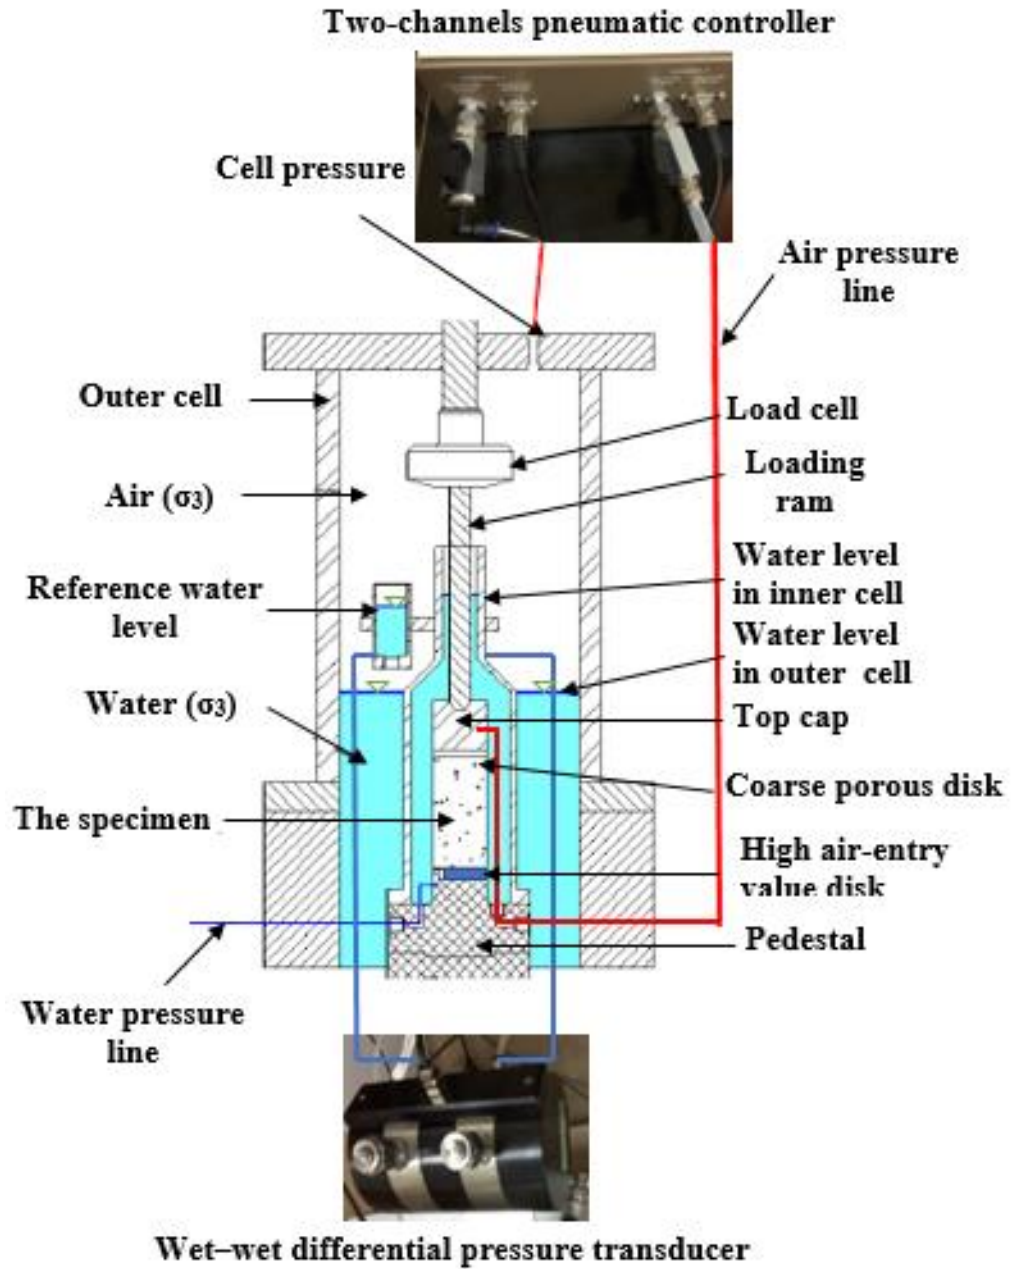 Two-channels pneumatic controller
Cell pressure
Air pressure
line
Outer cell
Load cell
Air (σ3)
Loading
ram
Reference water
level
Water level
in inner cell
Water level
in outer cell
Water (σ3)
Top cap
Coarse porous disk
The specimen
High air-entry
value disk
Pedestal
Water pressure
line
Wet–wet differential pressure transducer